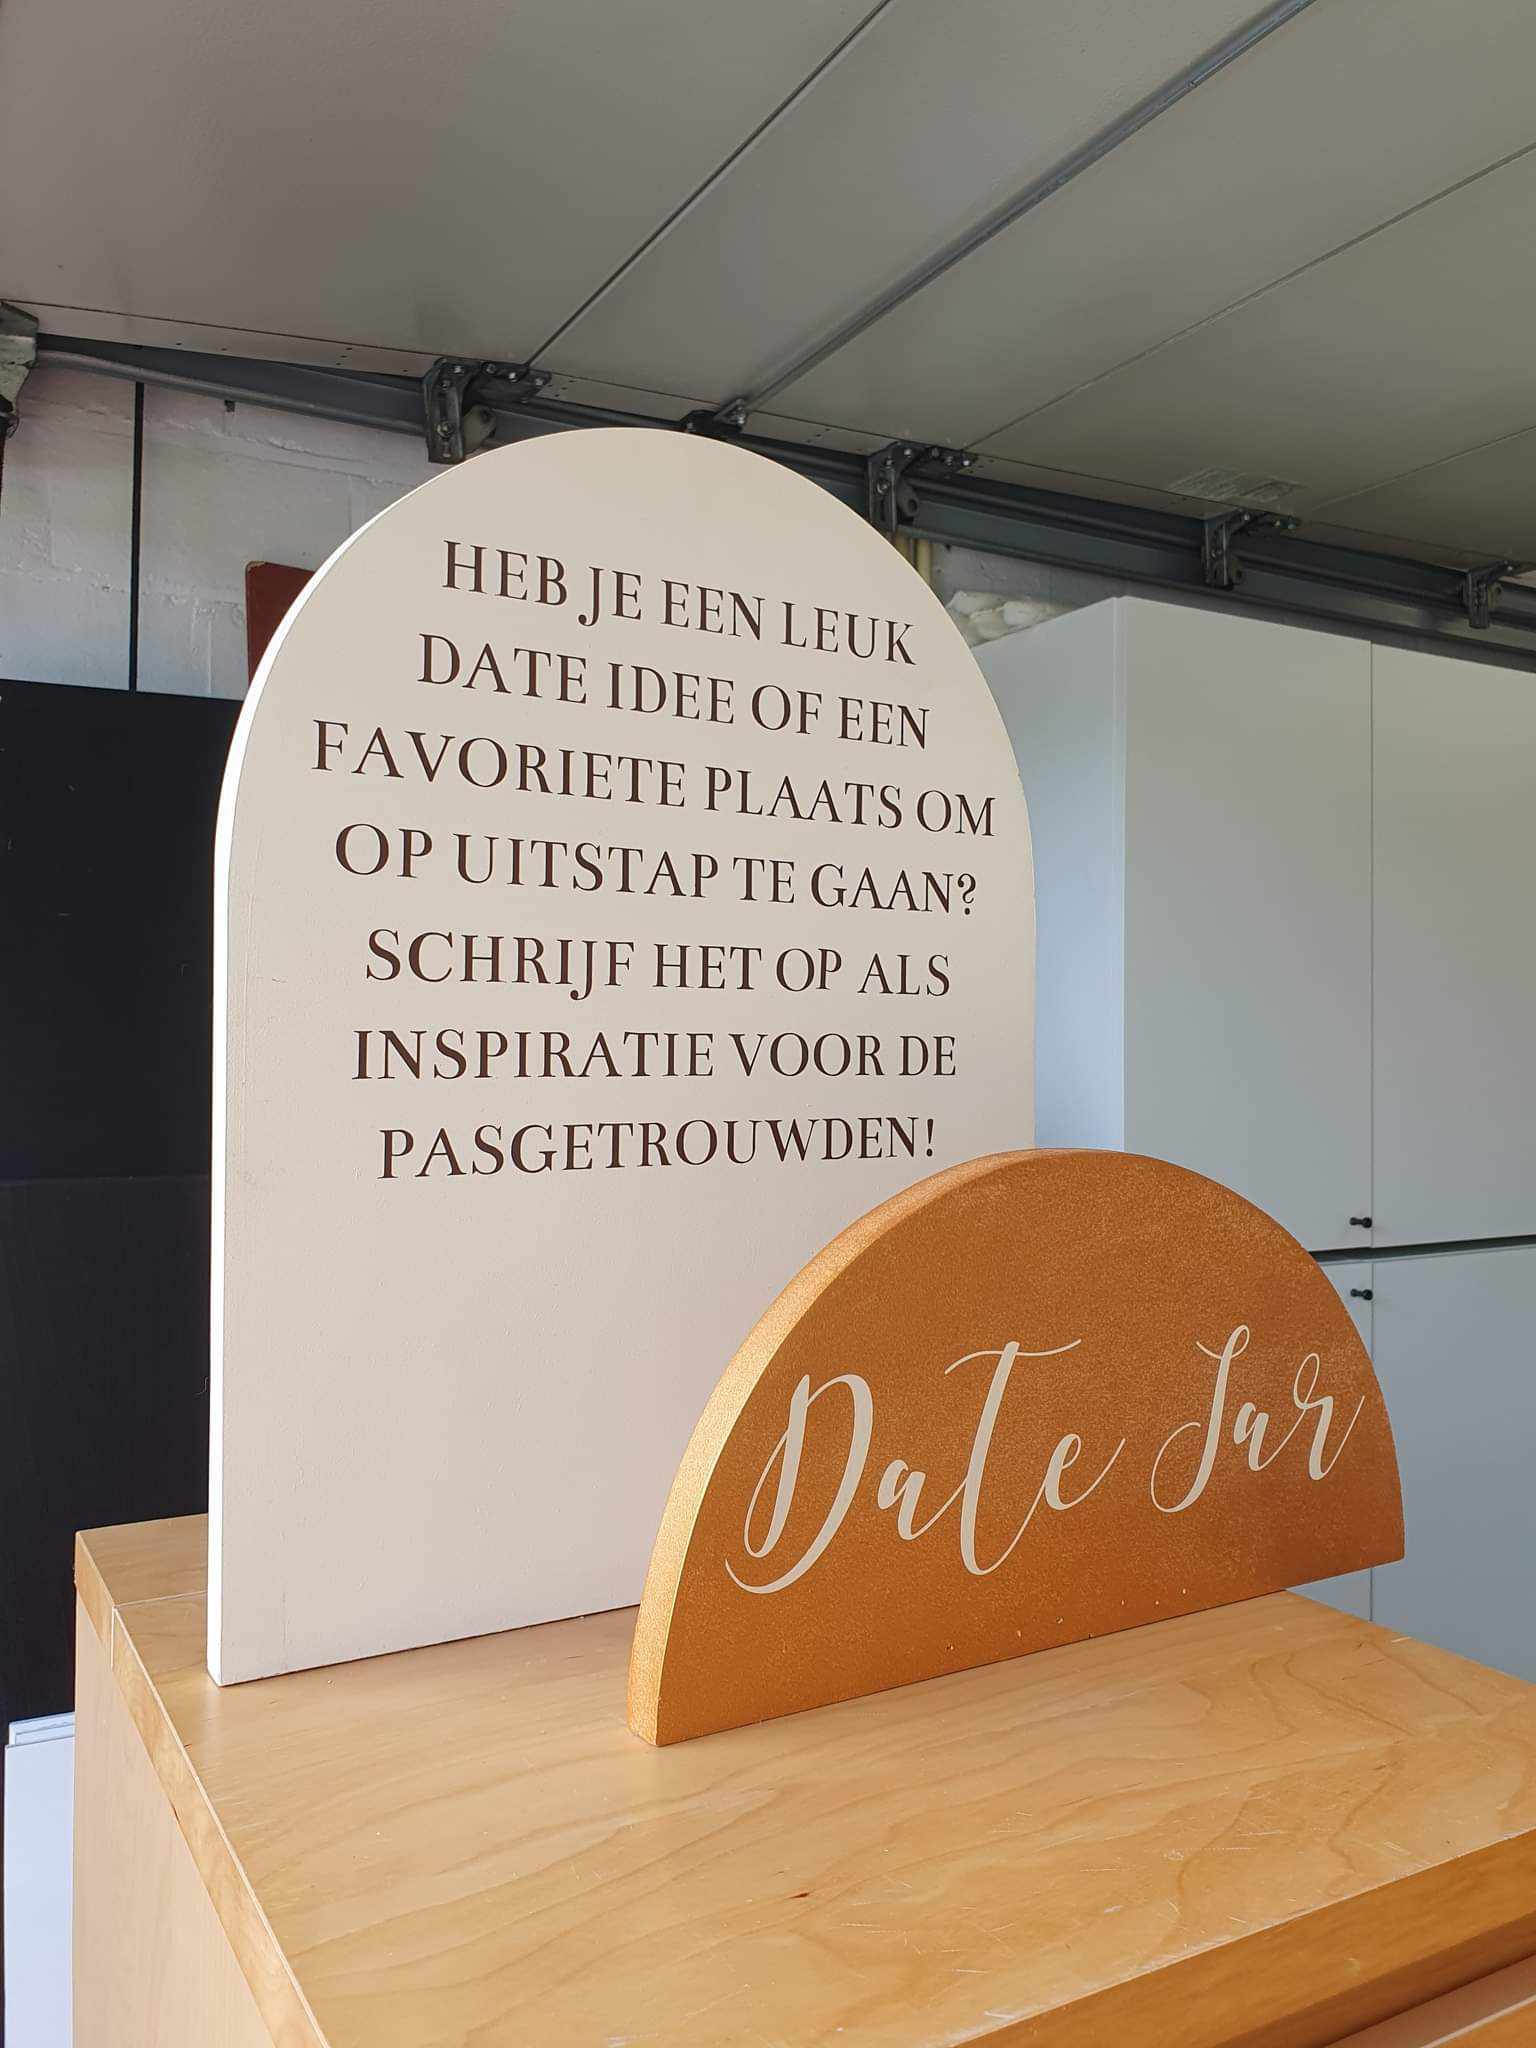 HEB JE EEN LEUK
DATE IDEE OF EEN
FAVORIETE PLAATS OM
OP UITSTAP TE GAAN?
SCHRIJF HET OP ALS
INSPIRATIE VOOR DE
PASGETROUWDEN!
Date Jar